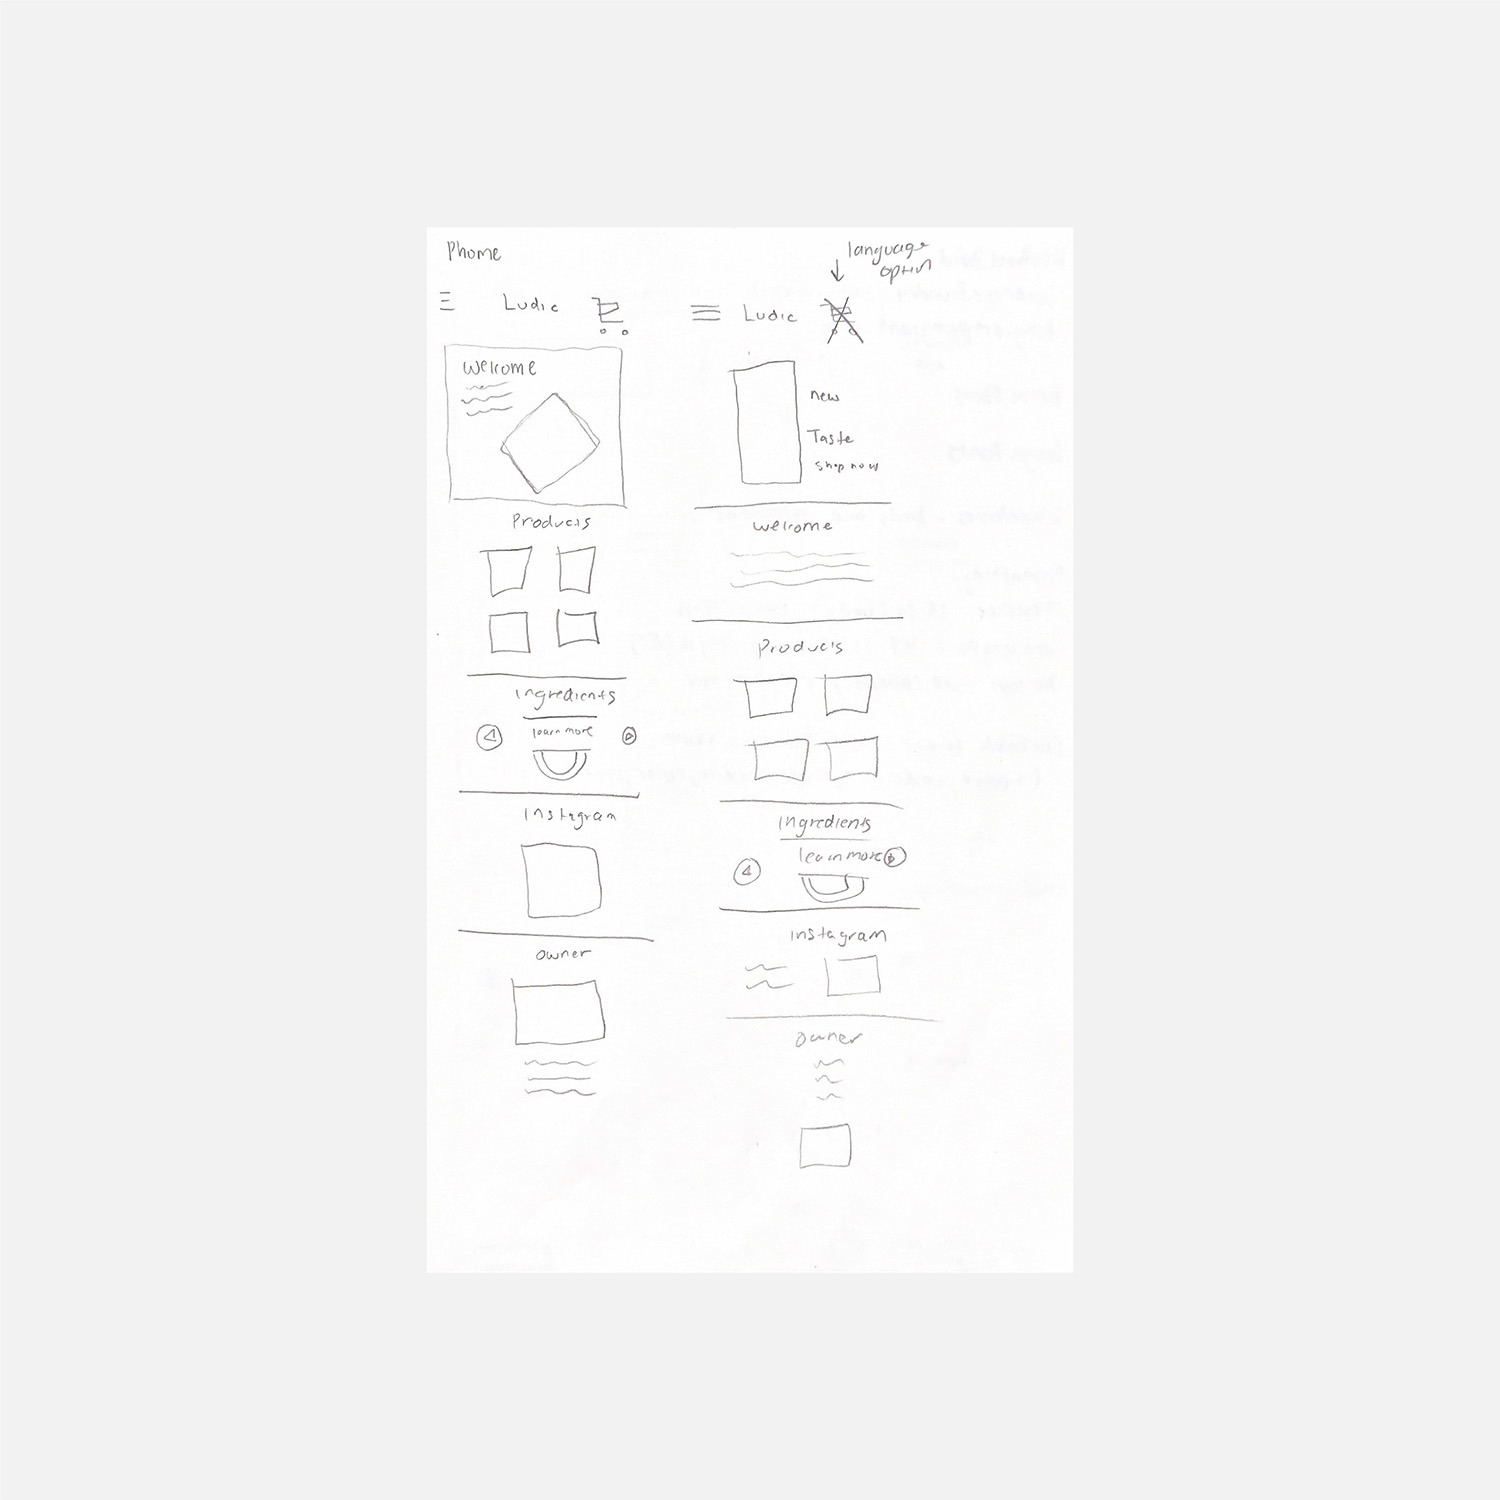 Phome
Ludic
Welcome
Products
Ingredients
learn more
Instagram
owner
language
option
Ludic
new
Taste
shop now
welcome
Products
Ingredients
learn more
instagram
owner